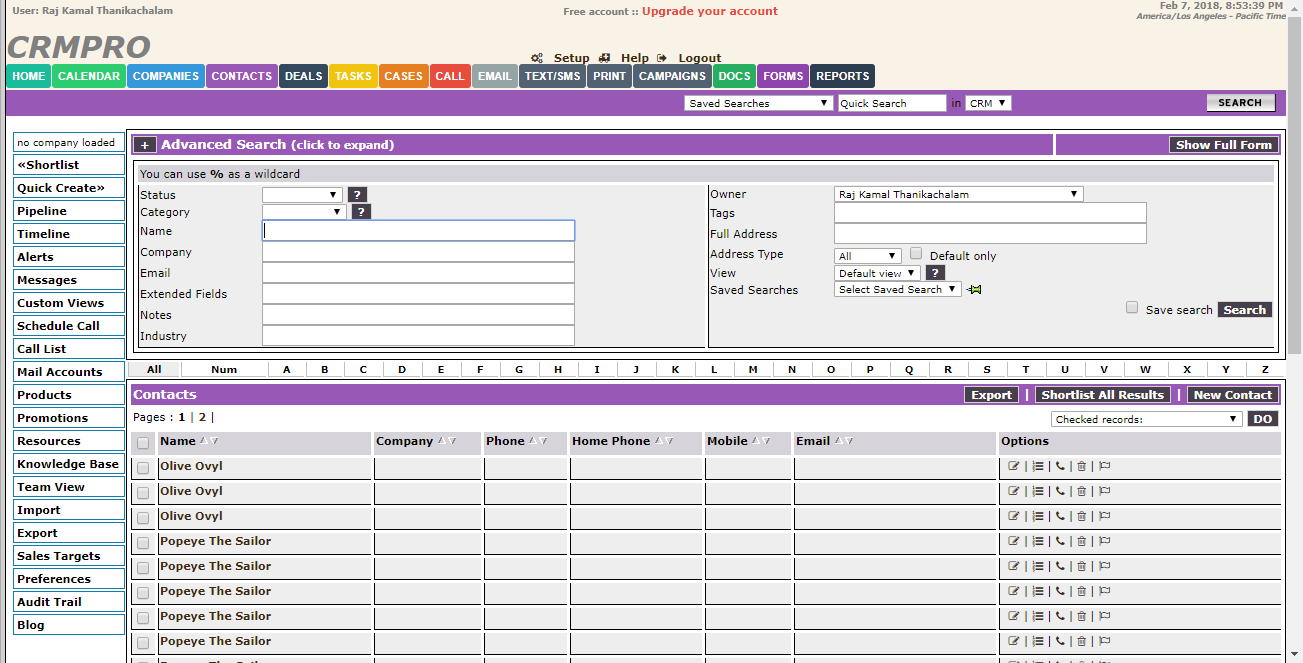 User: Raj Kamal Thanikachalam
Free account :: Upgrade your account
Feb 7, 2018, 8:53:39 PM
America/Los Angeles - Pacific Time
CRMPRO
Setup Help Logout
HOME CALENDAR COMPANIES CONTACTS DEALS TASKS CASES CALL EMAIL TEXT/SMS PRINT CAMPAIGNS DOCS FORMS REPORTS
Saved Searches Quick Search in CRM SEARCH
no company loaded
«Shortlist
Quick Create»
Pipeline
Timeline
Alerts
Messages
Custom Views
Schedule Call
Call List
Mail Accounts
Products
Promotions
Resources
Knowledge Base
Team View
Import
Export
Sales Targets
Preferences
Audit Trail
Blog
+ Advanced Search (click to expand) Show Full Form
You can use % as a wildcard
Status ?
Category ?
Name
Company
Email
Extended Fields
Notes
Industry
Owner Raj Kamal Thanikachalam
Tags
Full Address
Address Type All Default only
View Default view ?
Saved Searches Select Saved Search
Save search Search
All Num A B C D E F G H I J K L M N O P Q R S T U V W X Y Z
Contacts Export | Shortlist All Results | New Contact
Pages : 1 | 2 |
Checked records: DO
Name Company Phone Home Phone Mobile Email Options
Olive Ovyl | | | |
Olive Ovyl | | | |
Olive Ovyl | | | |
Popeye The Sailor | | | |
Popeye The Sailor | | | |
Popeye The Sailor | | | |
Popeye The Sailor | | | |
Popeye The Sailor | | | |